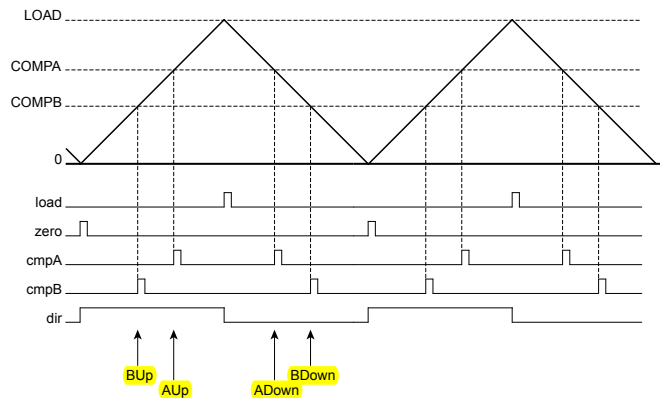 LOAD
COMPA
COMPB
0
load
zero
cmpA
cmpB
dir
BUp
BDown
AUp
ADown